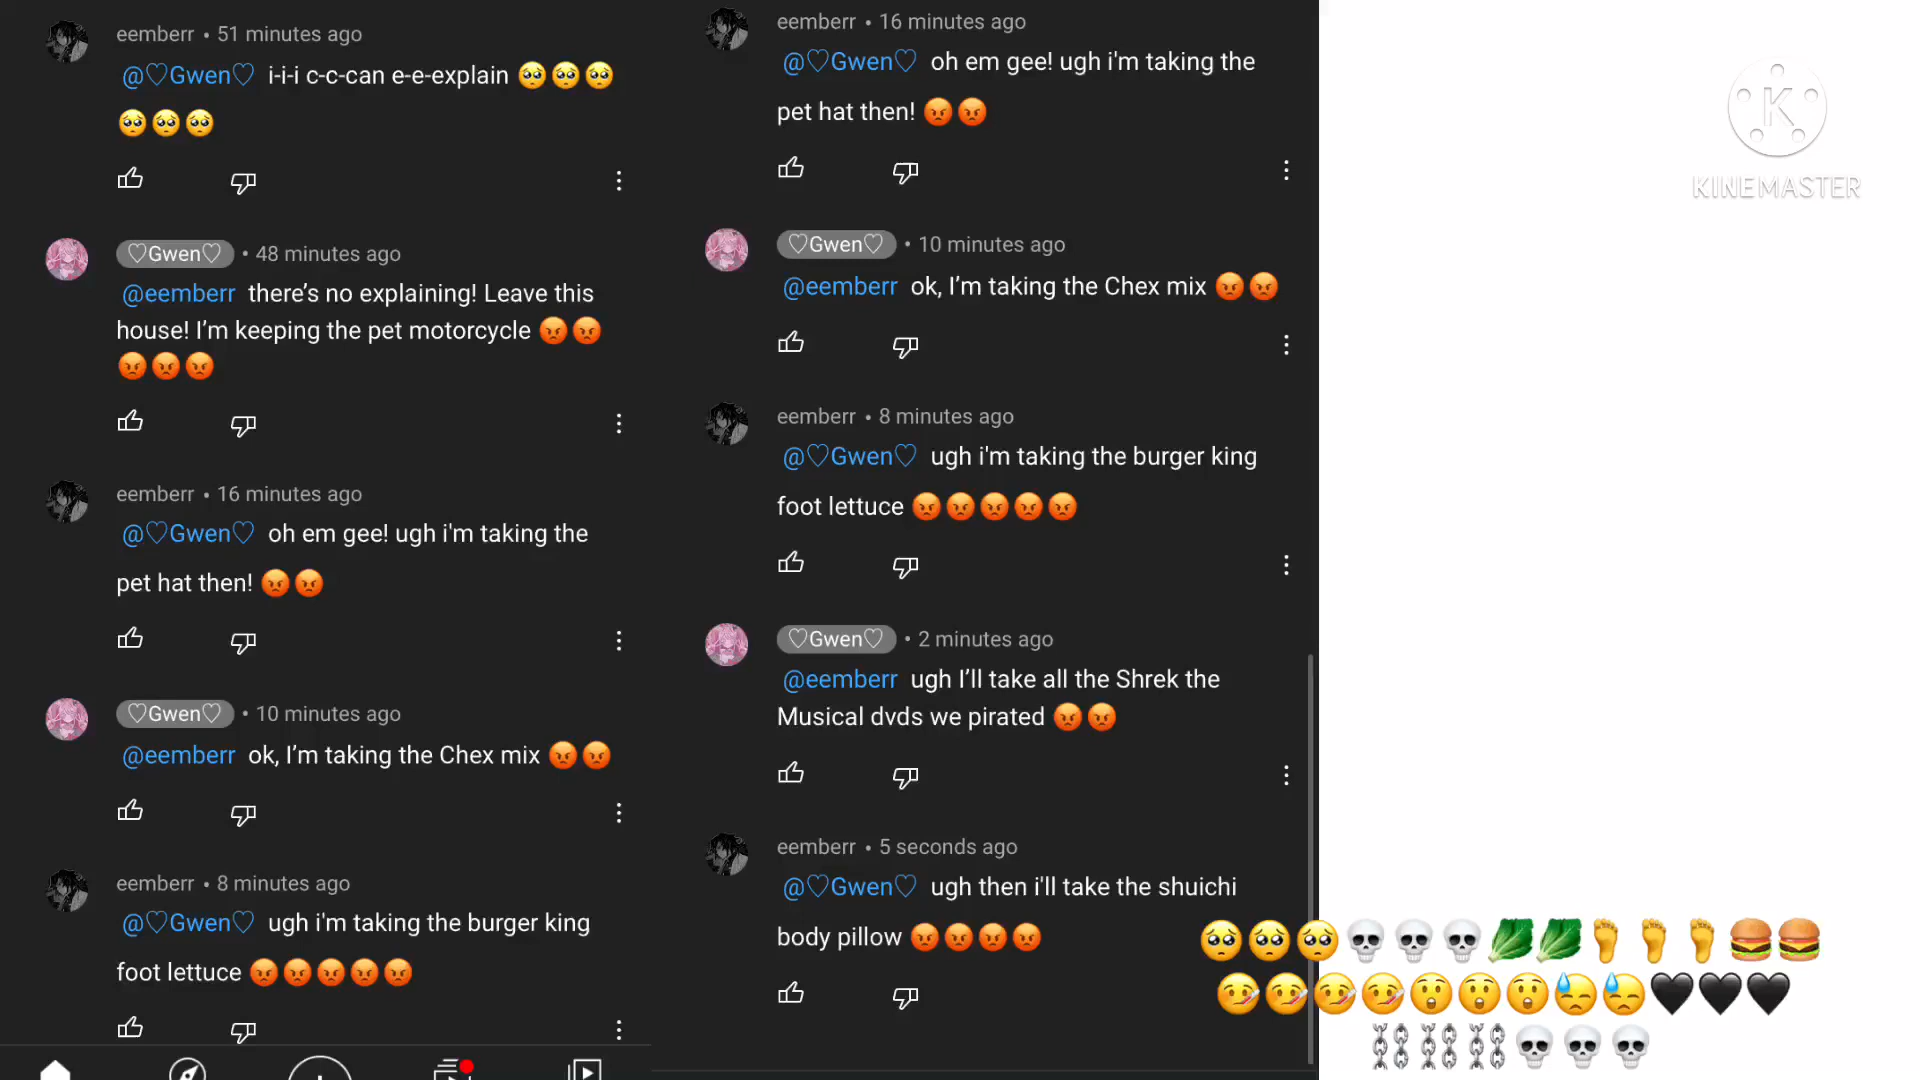 eemberr • 51 minutes ago
@♡Gwen♡ i-i-i c-c-can e-e-explain 🥺🥺🥺
🥺🥺🥺
♡Gwen♡ • 48 minutes ago
@eemberr there’s no explaining! Leave this
house! I’m keeping the pet motorcycle 😡😡
😡😡😡
eemberr • 16 minutes ago
@♡Gwen♡ oh em gee! ugh i'm taking the
pet hat then! 😡😡
♡Gwen♡ • 10 minutes ago
@eemberr ok, I’m taking the Chex mix 😡😡
eemberr • 8 minutes ago
@♡Gwen♡ ugh i'm taking the burger king
foot lettuce 😡😡😡😡😡
eemberr • 16 minutes ago
@♡Gwen♡ oh em gee! ugh i'm taking the
pet hat then! 😡😡
♡Gwen♡ • 10 minutes ago
@eemberr ok, I’m taking the Chex mix 😡😡
eemberr • 8 minutes ago
@♡Gwen♡ ugh i'm taking the burger king
foot lettuce 😡😡😡😡😡
♡Gwen♡ • 2 minutes ago
@eemberr ugh I’ll take all the Shrek the
Musical dvds we pirated 😡😡
eemberr • 5 seconds ago
@♡Gwen♡ ugh then i'll take the shuichi
body pillow 😡😡😡😡
🥺🥺🥺💀💀💀🥬🥬🦶🦶🦶🍔🍔
🤒🤒🤒🤒😲😲😲😓😓🖤🖤🖤
⛓⛓⛓💀💀💀
K
KINEMASTER